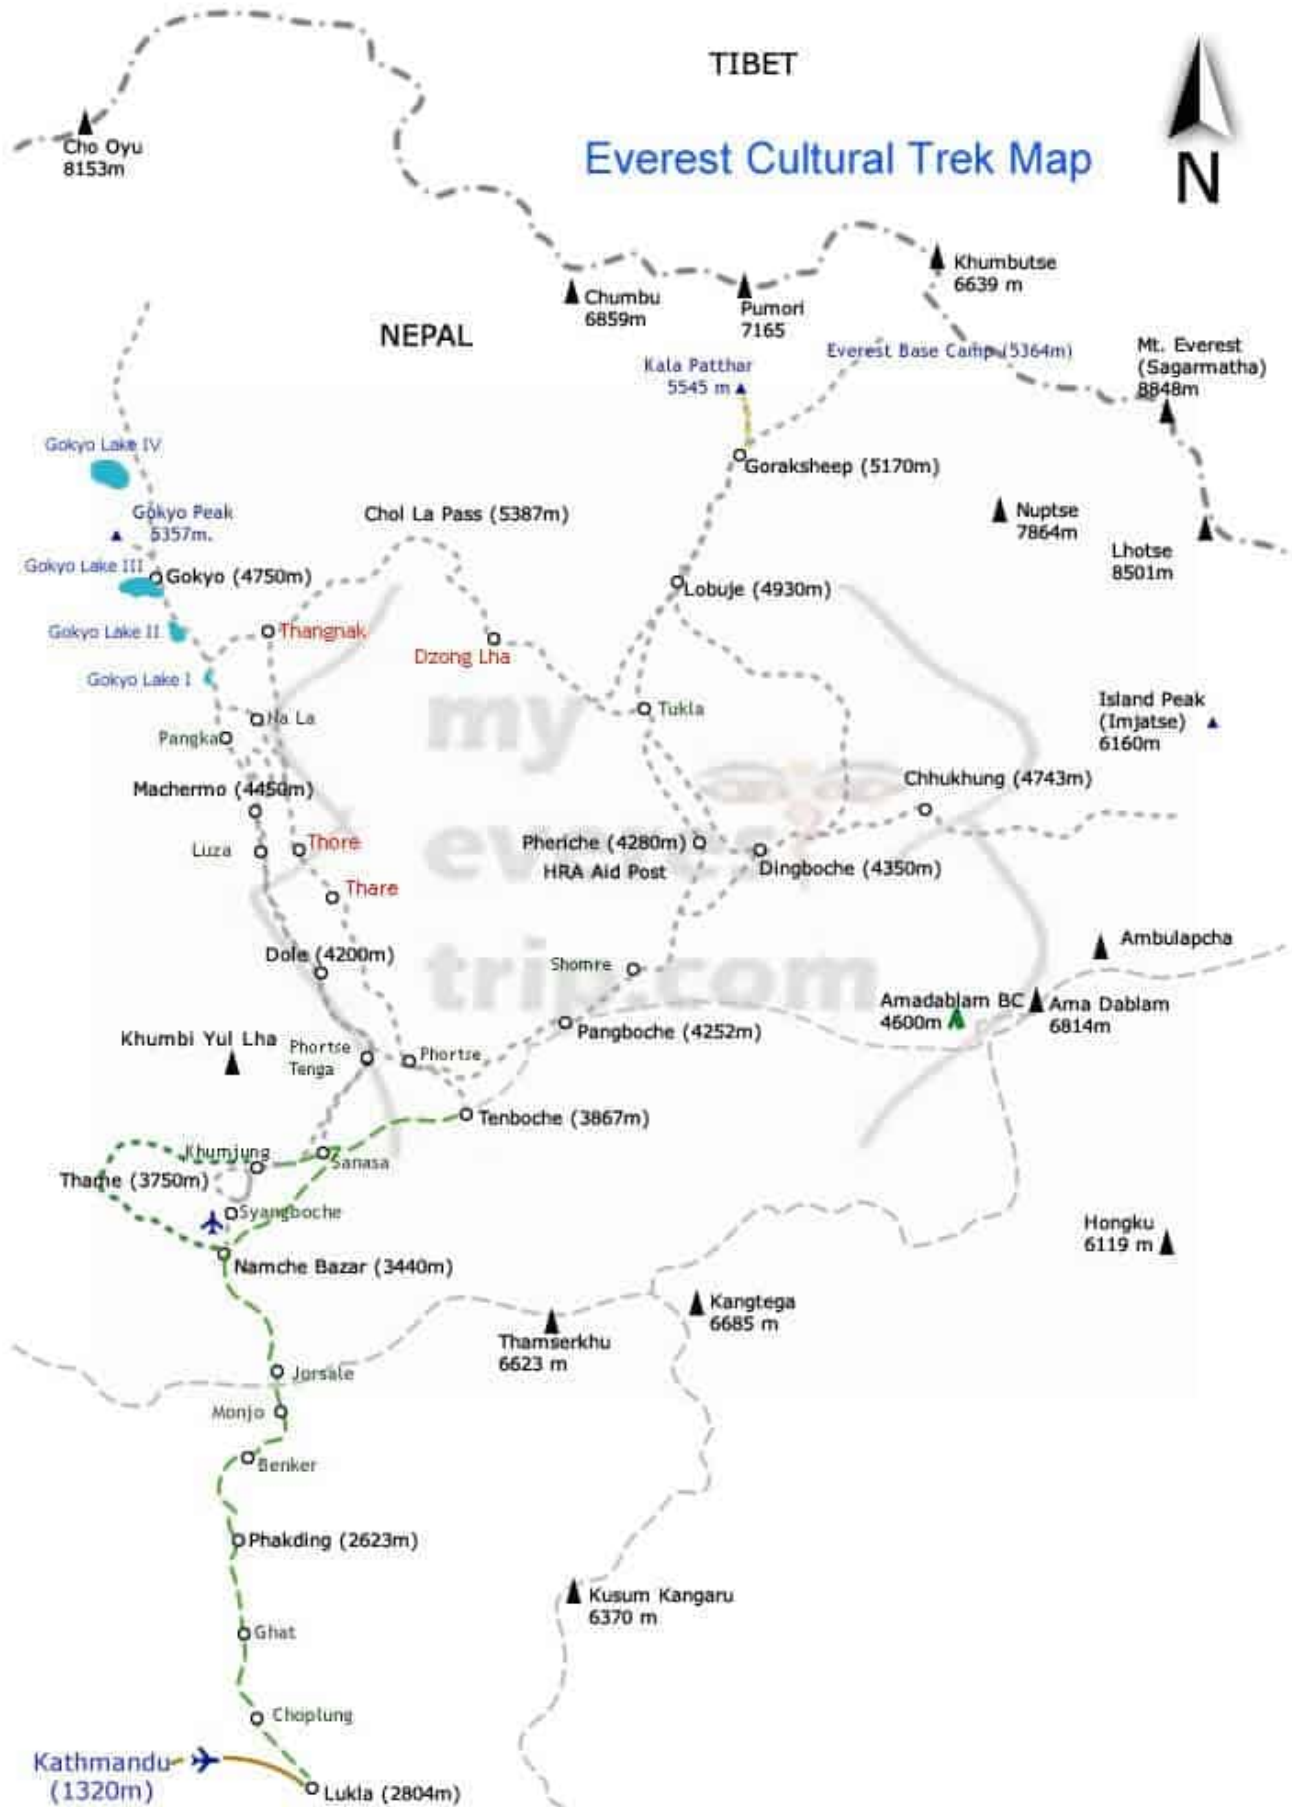 TIBET
Everest Cultural Trek Map
N
Cho Oyu
8153m
Khumbutse
6639 m
Chumbu
6859m
Pumori
7165
NEPAL
Everest Base Camp (5364m)
Mt. Everest
(Sagarmatha)
8848m
Kala Patthar
5545 m
Gokyo Lake IV
Goraksheep (5170m)
Gokyo Peak
5357m.
Chol La Pass (5387m)
Nuptse
7864m
Lhotse
8501m
Gokyo Lake III
Gokyo (4750m)
Lobuje (4930m)
Gokyo Lake II
Thangnak
Dzong Lha
Gokyo Lake I
my
Tukla
Island Peak
(Imjatse)
6160m
Na La
Pangka
Machermo (4450m)
Chhukhung (4743m)
Luza
Thore
everest
Pheriche (4280m)
HRA Aid Post
Dingboche (4350m)
Thare
Dole (4200m)
Shomre
trip.com
Ambulapcha
Amadablam BC
4600m
Ama Dablam
6814m
Pangboche (4252m)
Khumbi Yul Lha
Phortse
Tenga
Phortse
Tenboche (3867m)
Khumjung
Sanasa
Thame (3750m)
Syangboche
Namche Bazar (3440m)
Hongku
6119 m
Kangtega
6685 m
Thamserkhu
6623 m
Jorsale
Monjo
Benker
Phakding (2623m)
Kusum Kangaru
6370 m
Ghat
Choplung
Kathmandu
(1320m)
Lukla (2804m)